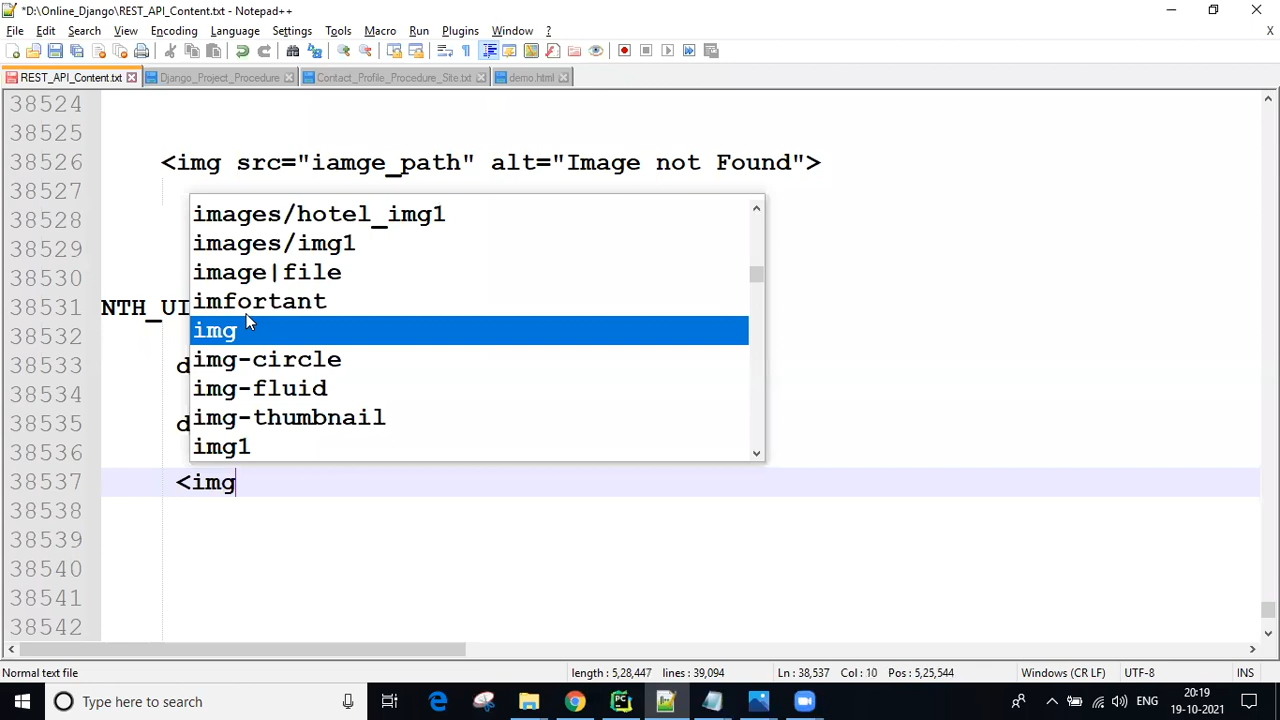 *D:\Online_Django\REST_API_Content.txt - Notepad++
File Edit Search View Encoding Language Settings Tools Macro Run Plugins Window ? X
REST_API_Content.txt Django_Project_Procedure Contact_Profile_Procedure_Site.txt demo.html
38524
38525
38526 <img src="iamge_path" alt="Image not Found">
38527
38528 images/hotel_img1
38529 images/img1
38530 image|file
38531 NTH_UI imfortant
38532 img
38533 d img-circle
38534 img-fluid
38535 d img-thumbnail
38536 img1
38537 <img
38538
38539
38540
38541
38542
Normal text file length : 5,28,447 lines : 39,094 Ln : 38,537 Col : 10 Pos : 5,25,544 Windows (CR LF) UTF-8 INS
Type here to search ENG 20:19
19-10-2021